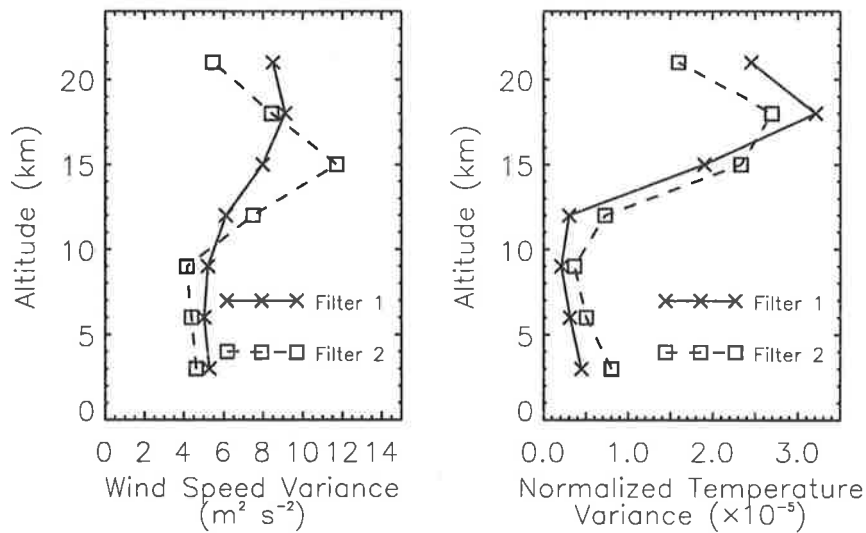 Altitude (km)
20
15
10
5
0
Filter 1
Filter 2
0 2 4 6 8 10 12 14
Wind Speed Variance
(m² s⁻²)
Altitude (km)
20
15
10
5
0
Filter 1
Filter 2
0.0 1.0 2.0 3.0
Normalized Temperature
Variance (×10⁻⁵)